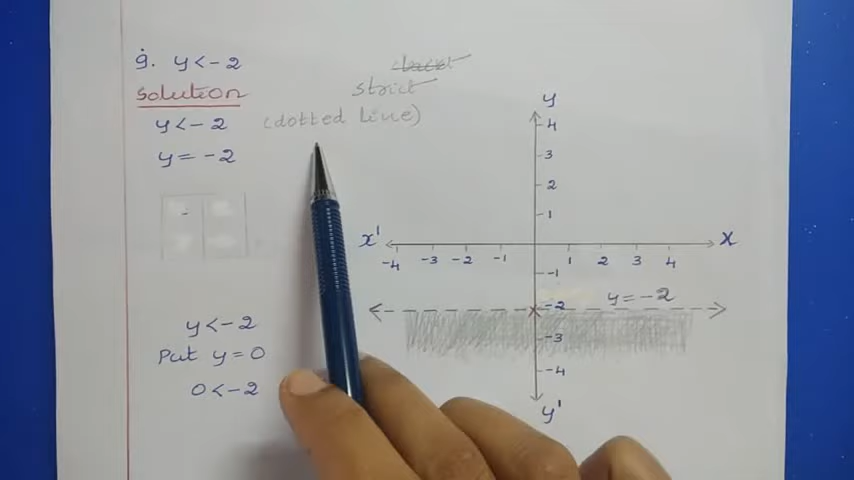 9. y < -2
Solution
strict
y < -2 (dotted line)
y = -2
y < -2
Put y = 0
0 < -2
y
4
3
2
1
x' x
-4 -3 -2 -1 1 2 3 4
-1
-2 y = -2
-3
-4
y'